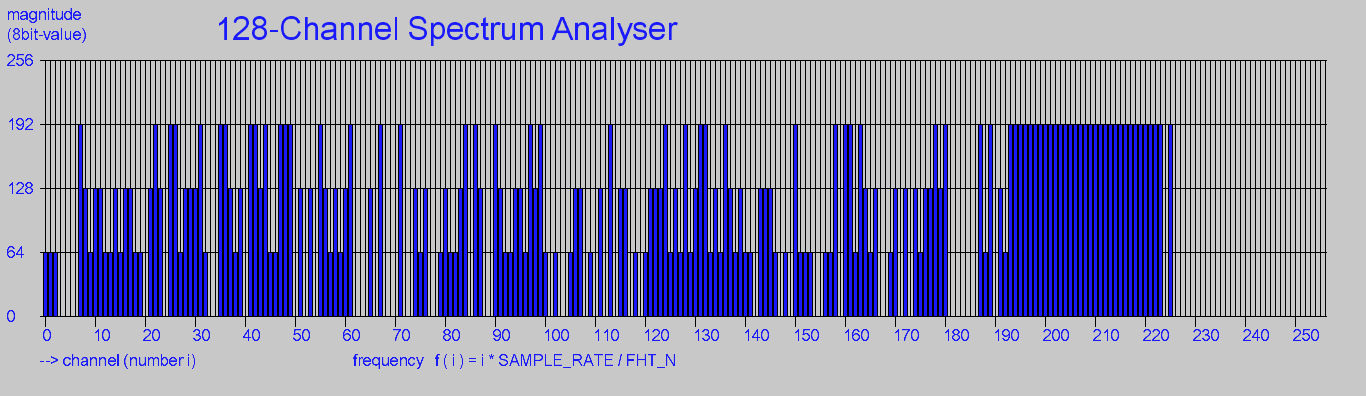 magnitude
(8bit-value)
128-Channel Spectrum Analyser
256
192
128
64
0
0 10 20 30 40 50 60 70 80 90 100 110 120 130 140 150 160 170 180 190 200 210 220 230 240 250
--> channel (number i) frequency f ( i ) = i * SAMPLE_RATE / FHT_N